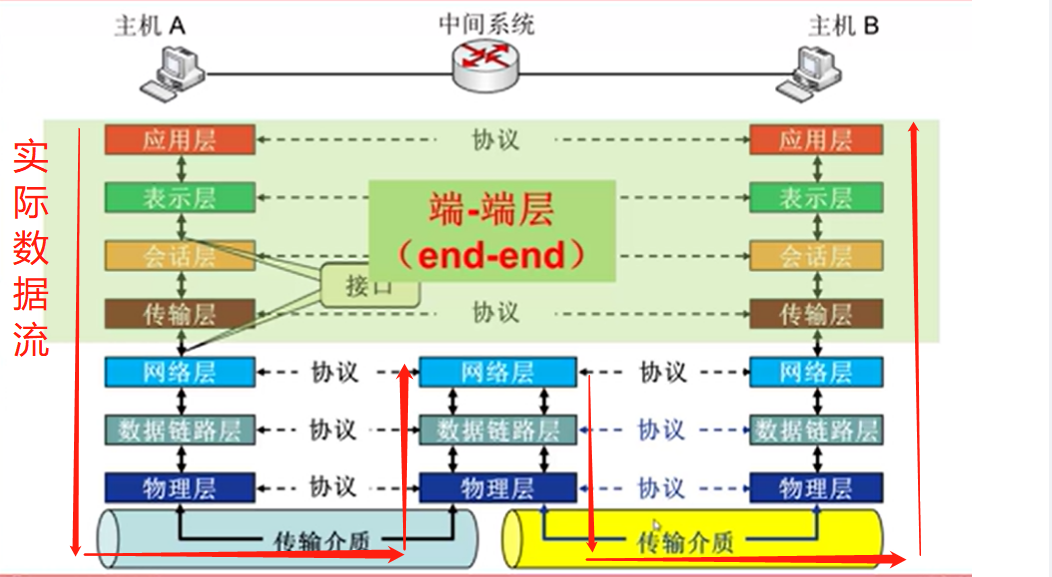 主机 A
中间系统
主机 B
实际数据流
应用层
协议
应用层
表示层
端-端层
表示层
（end-end）
会话层
会话层
接口
传输层
协议
传输层
网络层
协议
网络层
协议
网络层
数据链路层
协议
数据链路层
协议
数据链路层
物理层
协议
物理层
协议
物理层
传输介质
传输介质